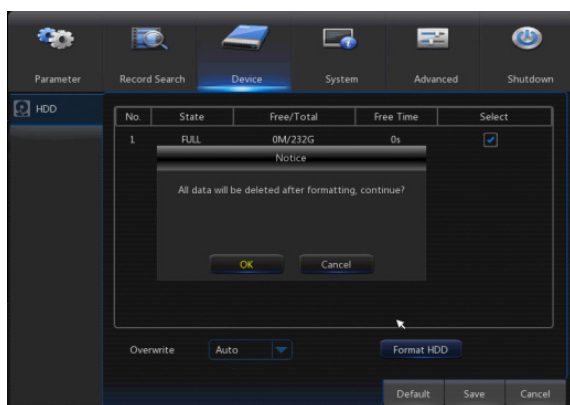 Parameter Record Search Device System Advanced Shutdown
HDD
No. State Free/Total Free Time Select
1 FULL 0M/232G 0s
Notice
All data will be deleted after formatting, continue?
OK Cancel
Overwrite Auto Format HDD
Default Save Cancel